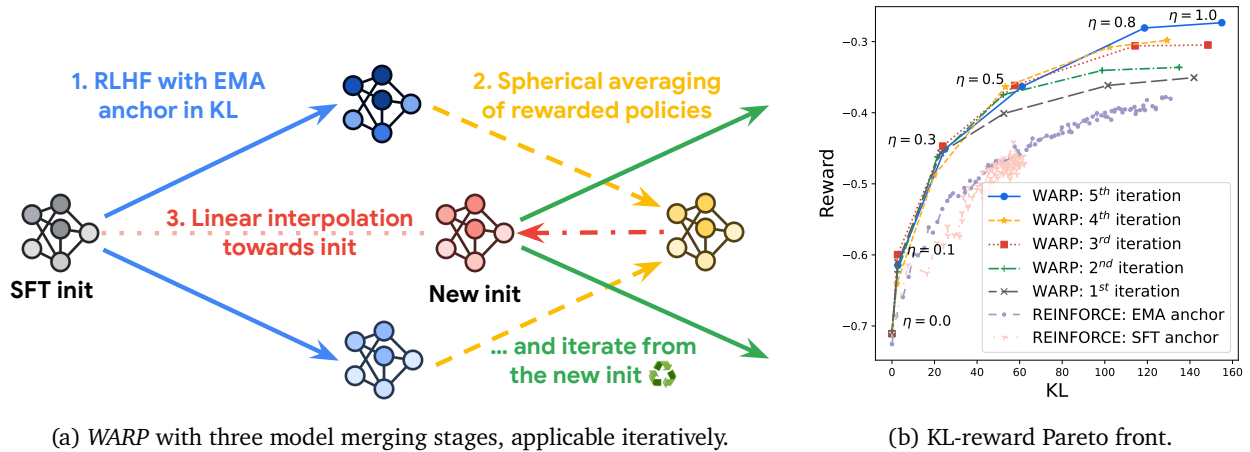 1. RLHF with EMA
anchor in KL
2. Spherical averaging
of rewarded policies
3. Linear interpolation
towards init
SFT init
New init
... and iterate from
the new init ♻
(a) WARP with three model merging stages, applicable iteratively.
Reward
−0.3
−0.4
−0.5
−0.6
−0.7
η = 0.0
η = 0.1
η = 0.3
η = 0.5
η = 0.8
η = 1.0
WARP: 5th iteration
WARP: 4th iteration
WARP: 3rd iteration
WARP: 2nd iteration
WARP: 1st iteration
REINFORCE: EMA anchor
REINFORCE: SFT anchor
0 20 40 60 80 100 120 140 160
KL
(b) KL-reward Pareto front.